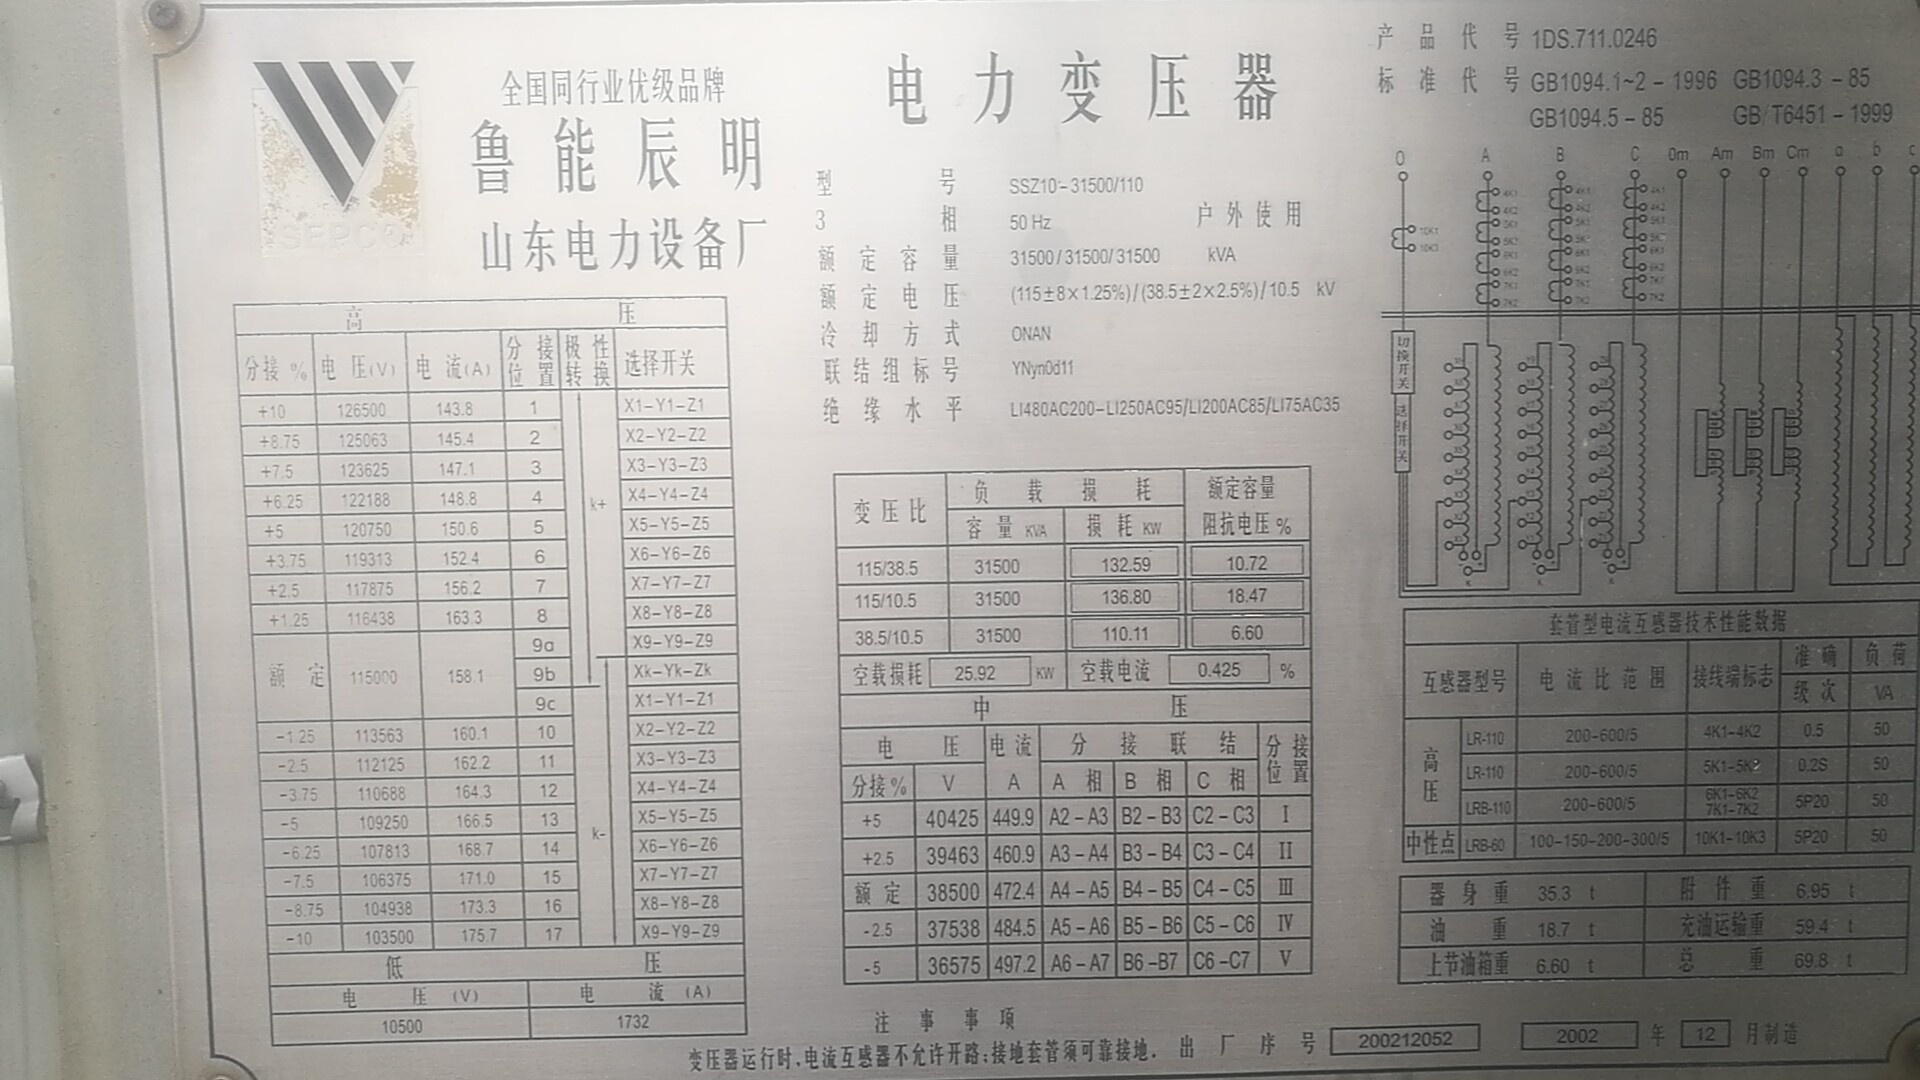 产品代号 1DS.711.0246
标准代号 GB1094.1~2-1996 GB1094.3-85
GB1094.5-85 GB/T6451-1999
全国同行业优级品牌
鲁能辰明
山东电力设备厂
SEPCO
电力变压器
型号 SSZ10-31500/110
3相 50 Hz 户外使用
额定容量 31500/31500/31500 kVA
额定电压 (115±8×1.25%)/(38.5±2×2.5%)/10.5 kV
冷却方式 ONAN
联结组标号 YNyn0d11
绝缘水平 LI480AC200-LI250AC95/LI200AC85/LI75AC35
高压
分接% 电压(V) 电流(A) 分接位置 极性转换 选择开关
+10 126500 143.8 1 X1-Y1-Z1
+8.75 125063 145.4 2 X2-Y2-Z2
+7.5 123625 147.1 3 X3-Y3-Z3
+6.25 122188 148.8 4 k+ X4-Y4-Z4
+5 120750 150.6 5 X5-Y5-Z5
+3.75 119313 152.4 6 X6-Y6-Z6
+2.5 117875 156.2 7 X7-Y7-Z7
+1.25 116438 163.3 8 X8-Y8-Z8
9a X9-Y9-Z9
额定 115000 158.1 9b Xk-Yk-Zk
9c X1-Y1-Z1
-1.25 113563 160.1 10 X2-Y2-Z2
-2.5 112125 162.2 11 X3-Y3-Z3
-3.75 110688 164.3 12 X4-Y4-Z4
-5 109250 166.5 13 k- X5-Y5-Z5
-6.25 107813 168.7 14 X6-Y6-Z6
-7.5 106375 171.0 15 X7-Y7-Z7
-8.75 104938 173.3 16 X8-Y8-Z8
-10 103500 175.7 17 X9-Y9-Z9
低压
电压(V) 电流(A)
10500 1732
变压比 负载损耗 额定容量阻抗电压%
容量KVA 损耗KW
115/38.5 31500 132.59 10.72
115/10.5 31500 136.80 18.47
38.5/10.5 31500 110.11 6.60
空载损耗 25.92 KW 空载电流 0.425 %
中压
电压 电流 分接联结 分接位置
分接% V A A相 B相 C相
+5 40425 449.9 A2-A3 B2-B3 C2-C3 I
+2.5 39463 460.9 A3-A4 B3-B4 C3-C4 II
额定 38500 472.4 A4-A5 B4-B5 C4-C5 III
-2.5 37538 484.5 A5-A6 B5-B6 C5-C6 IV
-5 36575 497.2 A6-A7 B6-B7 C6-C7 V
O A B C 0m Am Bm Cm a b c
切换开关
选择开关
套管型电流互感器技术性能数据
互感器型号 电流比范围 接线端标志 准确级次 负荷VA
高压 LR-110 200-600/5 4K1-4K2 0.5 50
LR-110 200-600/5 5K1-5K2 0.2S 50
LRB-110 200-600/5 6K1-6K2 7K1-7K2 5P20 50
中性点 LRB-60 100-150-200-300/5 10K1-10K3 5P20 50
器身重 35.3 t 附件重 6.95 t
油重 18.7 t 充油运输重 59.4 t
上节油箱重 6.60 t 总重 69.8 t
注事事项
变压器运行时,电流互感器不允许开路;接地套管须可靠接地.
出厂序号 200212052 2002 年 12 月制造